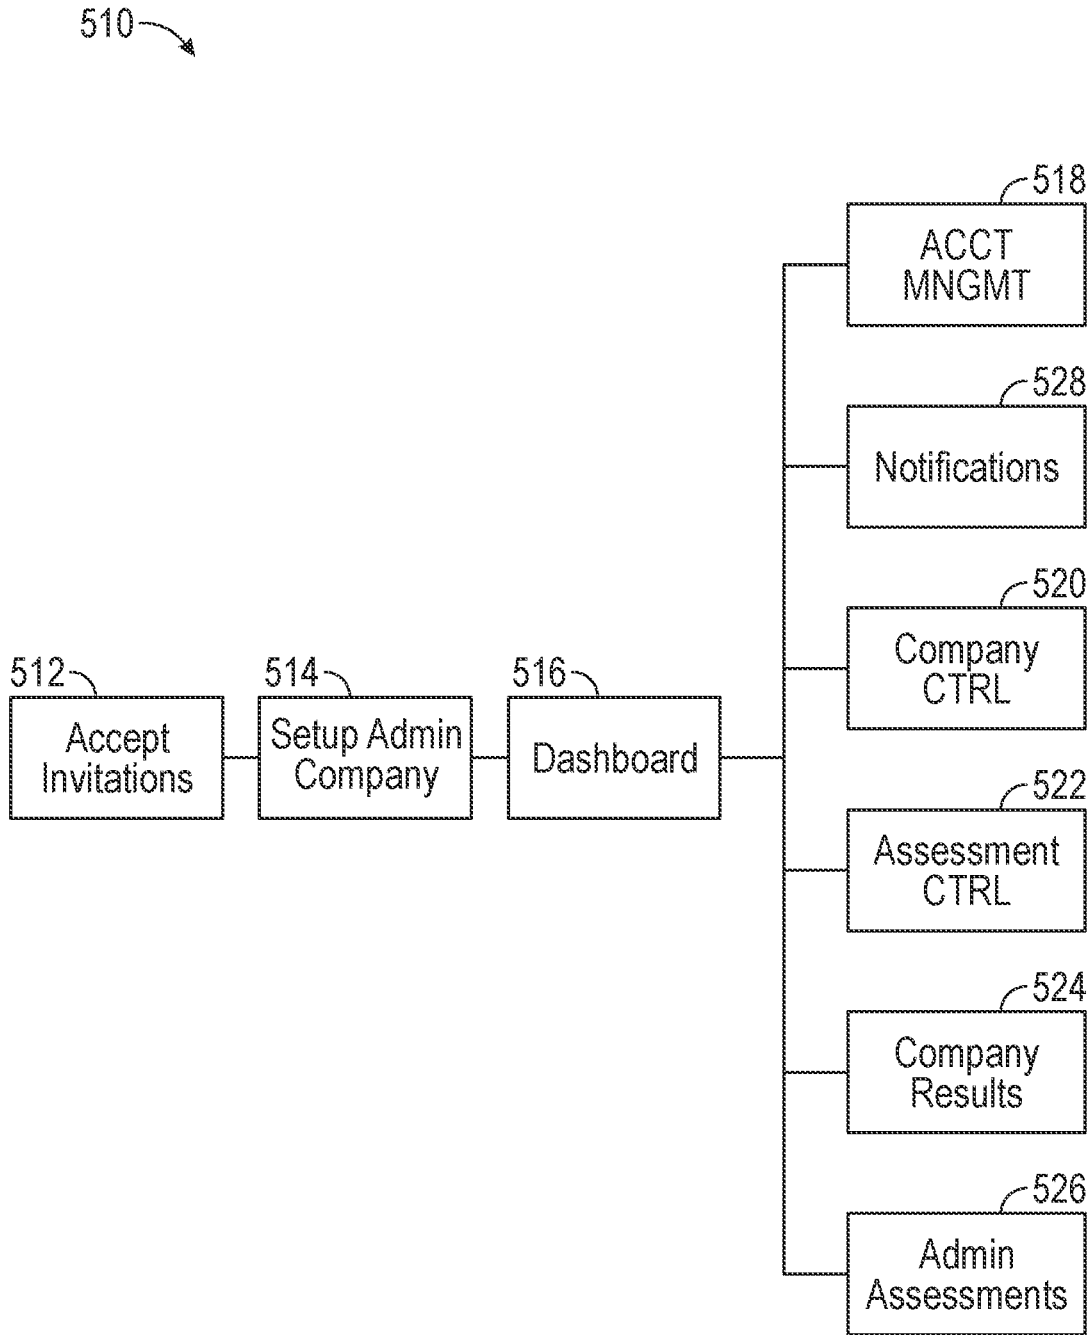 510
518
ACCT
MNGMT
528
Notifications
520
Company
CTRL
512
Accept
Invitations
514
Setup Admin
Company
516
Dashboard
522
Assessment
CTRL
524
Company
Results
526
Admin
Assessments